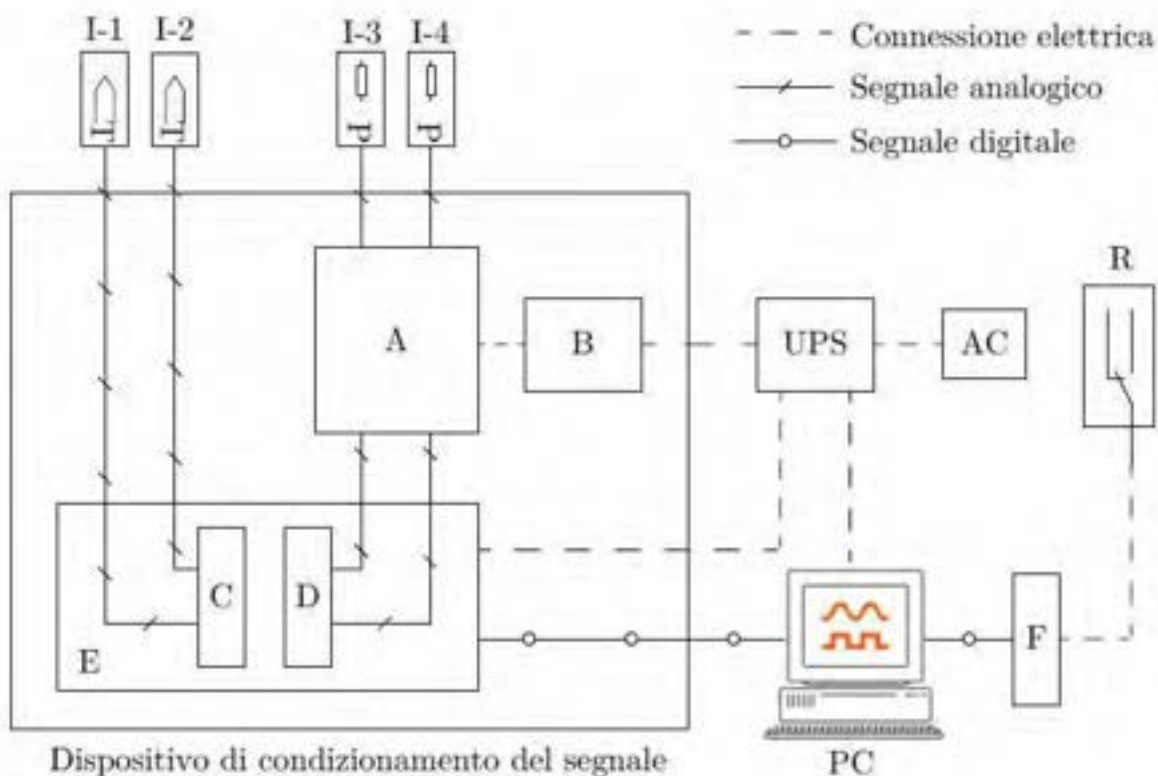 I-1 I-2 I-3 I-4
Connessione elettrica
Segnale analogico
Segnale digitale
T T P P
R
A B UPS AC
C D
E F
Dispositivo di condizionamento del segnale
PC